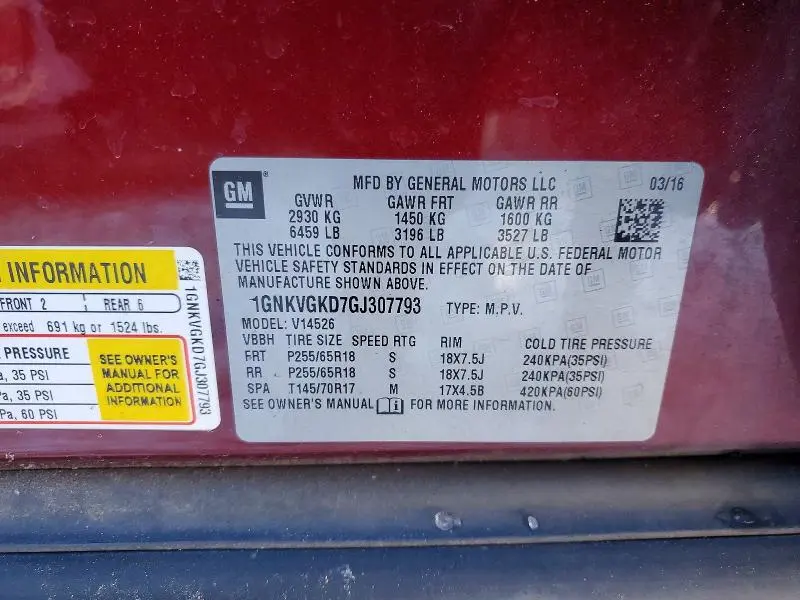 GM®
MFD BY GENERAL MOTORS LLC 03/16
GVWR GAWR FRT GAWR RR
2930 KG 1450 KG 1600 KG
6459 LB 3196 LB 3527 LB
THIS VEHICLE CONFORMS TO ALL APPLICABLE U.S. FEDERAL MOTOR
VEHICLE SAFETY STANDARDS IN EFFECT ON THE DATE OF
MANUFACTURE SHOWN ABOVE.
1GNKVGKD7GJ307793 TYPE: M.P.V.
MODEL: V14526
VBBH TIRE SIZE SPEED RTG RIM COLD TIRE PRESSURE
FRT P255/65R18 S 18X7.5J 240KPA(35PSI)
RR P255/65R18 S 18X7.5J 240KPA(35PSI)
SPA T145/70R17 M 17X4.5B 420KPA(60PSI)
SEE OWNER'S MANUAL FOR MORE INFORMATION.
INFORMATION
FRONT 2 REAR 6
exceed 691 kg or 1524 lbs.
PRESSURE
a, 35 PSI
Pa, 35 PSI
Pa, 60 PSI
SEE OWNER'S
MANUAL FOR
ADDITIONAL
INFORMATION
1GNKVGKD7GJ307793